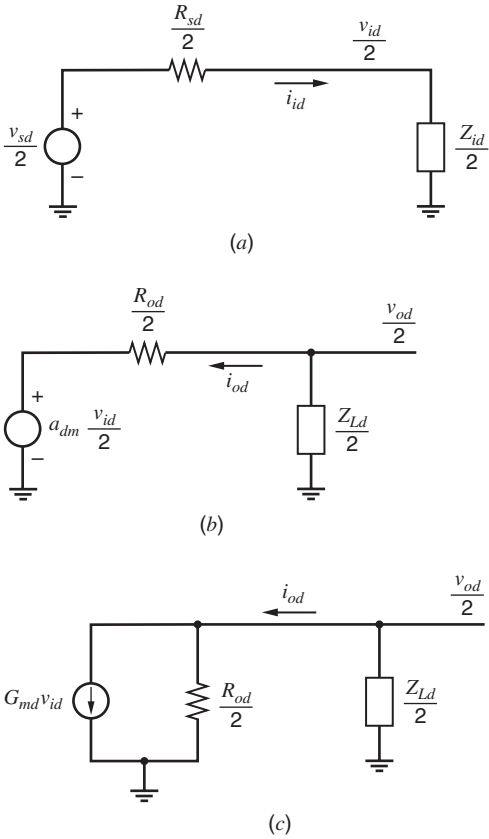 R_sd/2
v_id/2
i_id
+
v_sd/2
Z_id/2
–
(a)
R_od/2
v_od/2
i_od
+
a_dm v_id/2
Z_Ld/2
–
(b)
i_od
v_od/2
G_md v_id
R_od/2
Z_Ld/2
(c)